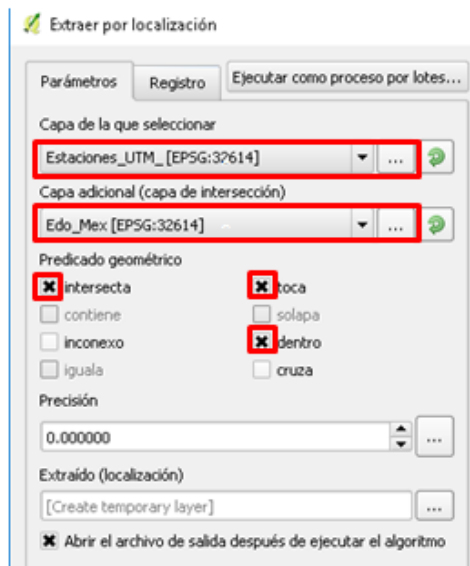 Extraer por localización
Parámetros
Registro
Ejecutar como proceso por lotes...
Capa de la que seleccionar
Estaciones_UTM_ [EPSG:32614]
...
Capa adicional (capa de intersección)
Edo_Mex [EPSG:32614]
...
Predicado geométrico
intersecta
toca
contiene
solapa
inconexo
dentro
iguala
cruza
Precisión
0.000000
...
Extraído (localización)
[Create temporary layer]
...
Abrir el archivo de salida después de ejecutar el algoritmo